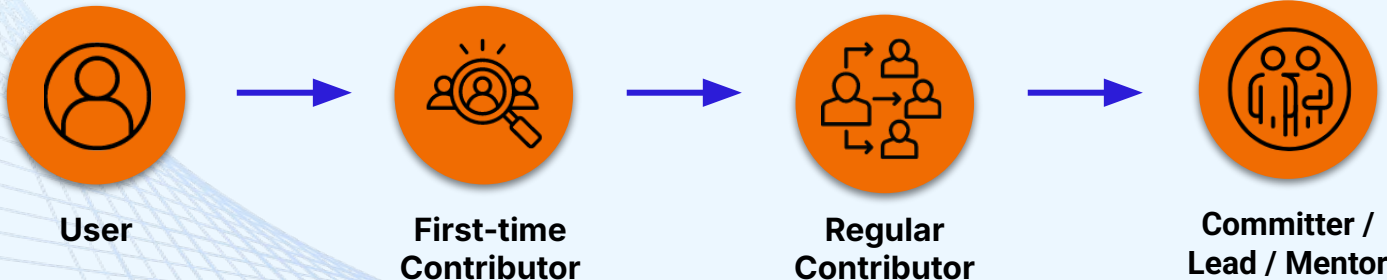 User
First-time
Contributor
Regular
Contributor
Committer /
Lead / Mentor